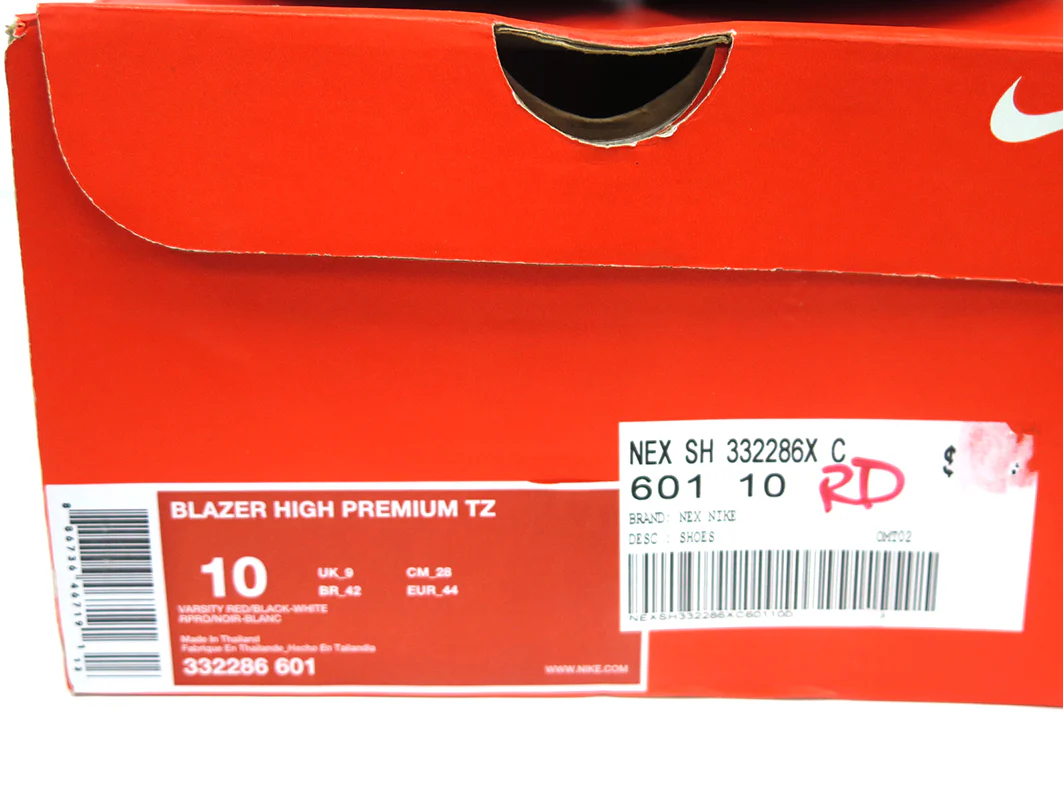 NEX SH 332286X C
$
601 10 RD
BRAND: NEX NIKE
DESC : SHOES
OMT02
NEXSH332286XC601100
BLAZER HIGH PREMIUM TZ
10
UK_9 CM_28
BR_42 EUR_44
VARSITY RED/BLACK-WHITE
RPRO/NOIR-BLANC
Made In Thailand
Fabrique En Thailande_Hecho En Tailandia
332286 601
WWW.NIKE.COM